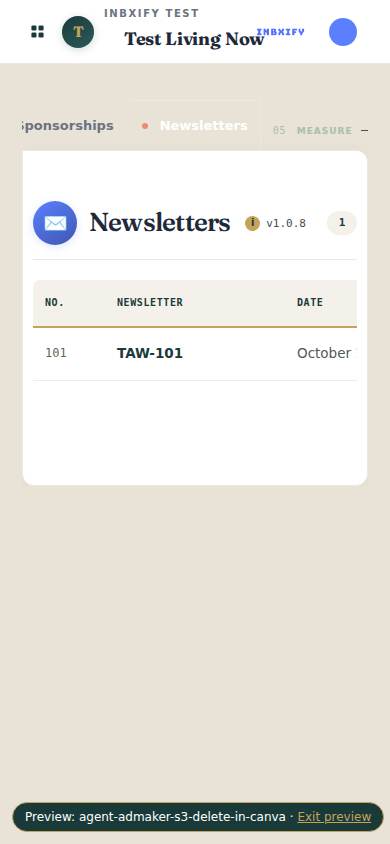 INBXIFY TEST
T
Test Living Now
INBXIFY
Sponsorships
Newsletters
05 MEASURE
✉️ Newsletters i v1.0.8 1
NO. NEWSLETTER DATE
101 TAW-101 October
Preview: agent-admaker-s3-delete-in-canva · Exit preview